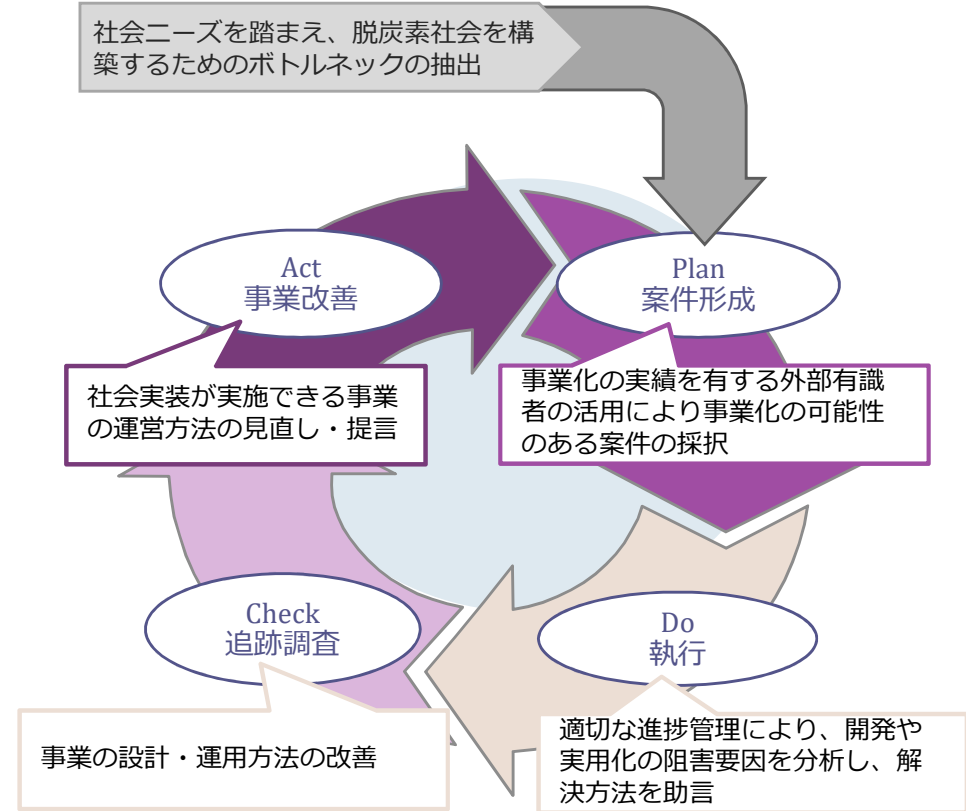 社会ニーズを踏まえ、脱炭素社会を構
築するためのボトルネックの抽出
Act
事業改善
Plan
案件形成
社会実装が実施できる事業
の運営方法の見直し・提言
事業化の実績を有する外部有識
者の活用により事業化の可能性
のある案件の採択
Check
追跡調査
Do
執行
事業の設計・運用方法の改善
適切な進捗管理により、開発や
実用化の阻害要因を分析し、解
決方法を助言